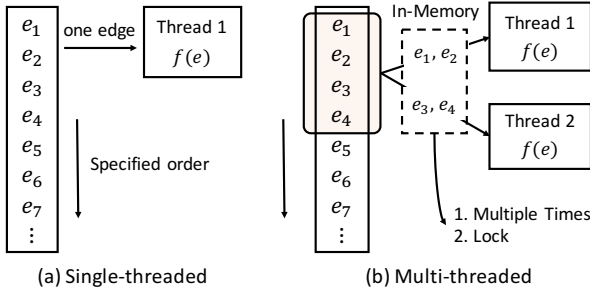 e₁
e₂
e₃
e₄
e₅
e₆
e₇
⋮
one edge
Thread 1
f(e)
Specified order
(a) Single-threaded
e₁
e₂
e₃
e₄
e₅
e₆
e₇
⋮
In-Memory
e₁, e₂
e₃, e₄
Thread 1
f(e)
Thread 2
f(e)
1. Multiple Times
2. Lock
(b) Multi-threaded